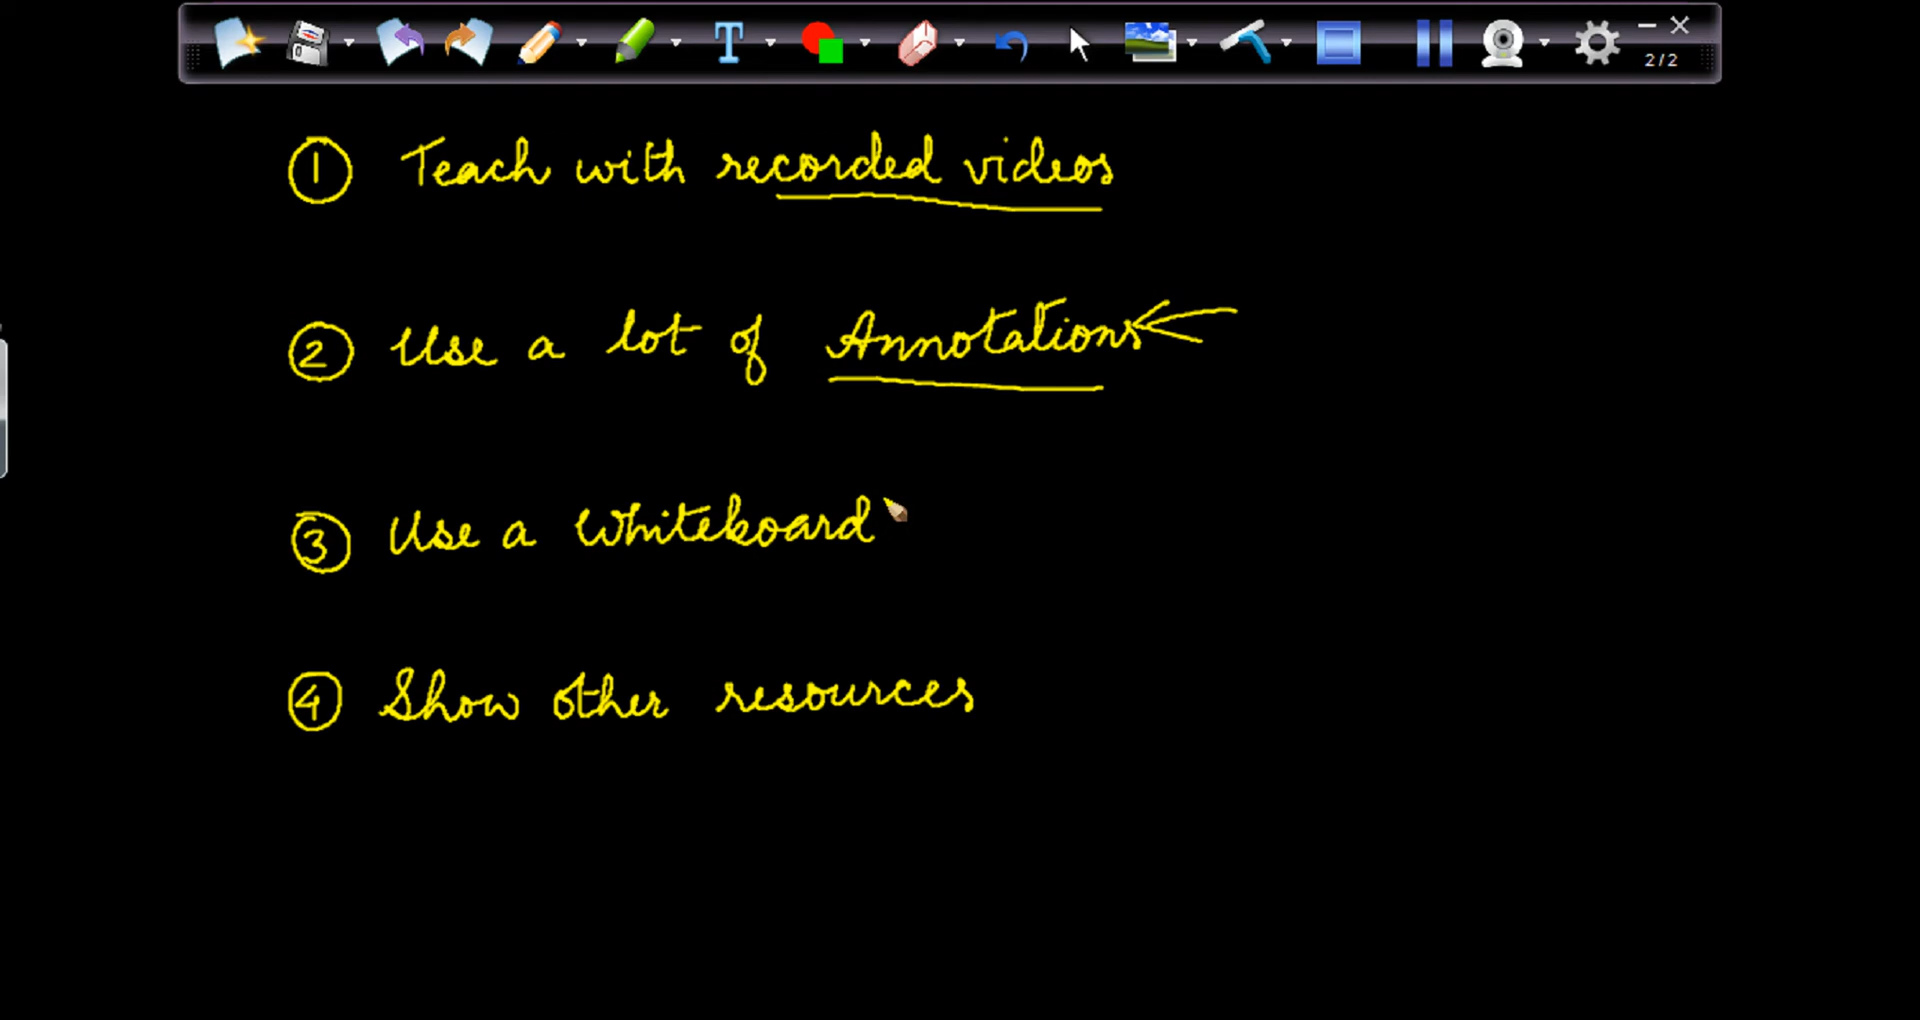 2/2
① Teach with recorded videos
② Use a lot of Annotations
③ Use a Whiteboard
④ Show other resources